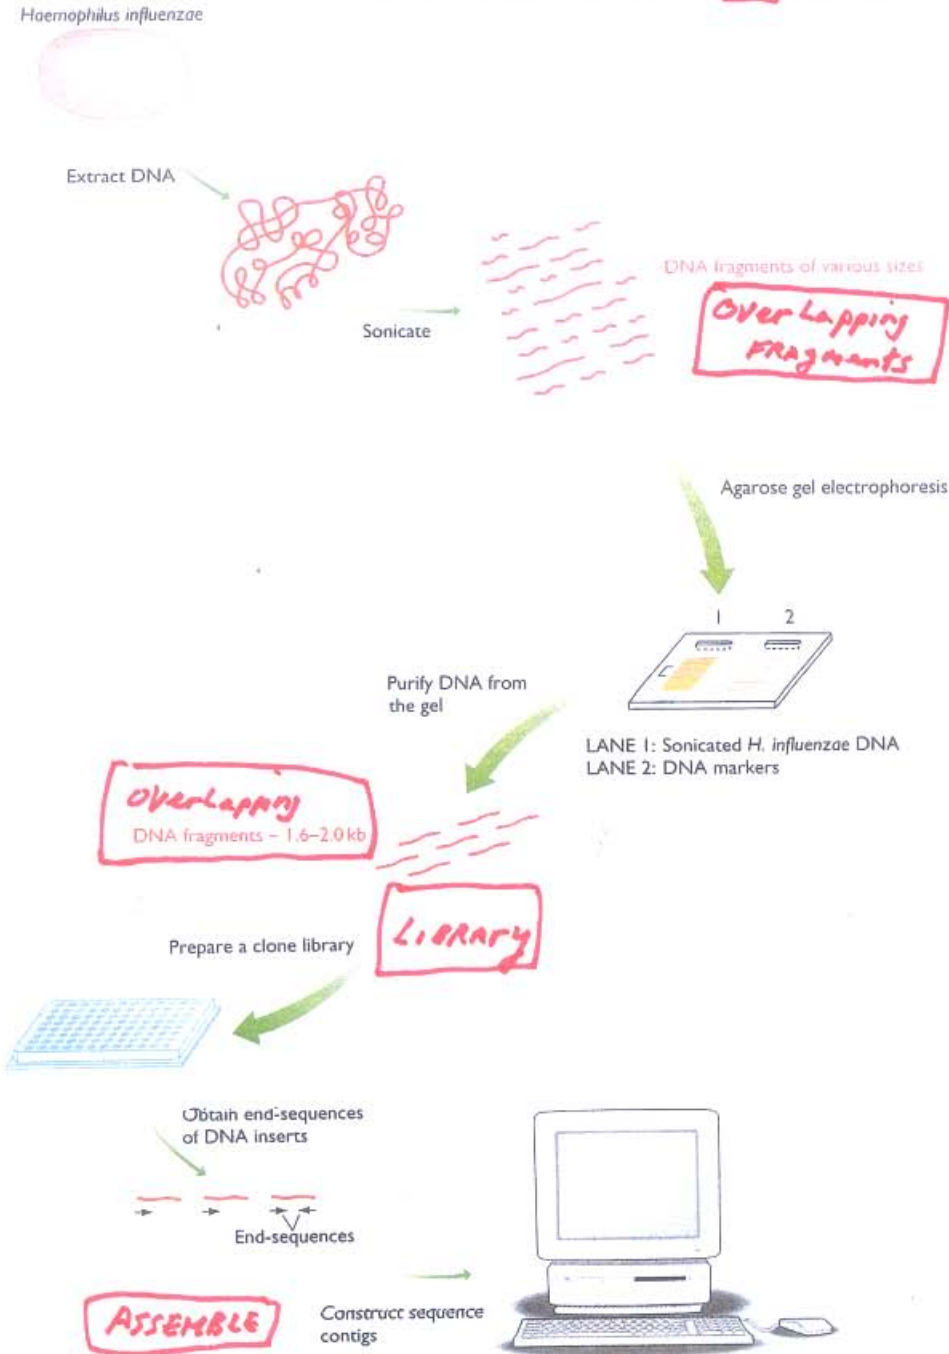 Haemophilus influenzae
Extract DNA
DNA fragments of various sizes
Overlapping
FRAgments
Sonicate
Agarose gel electrophoresis
1 2
Purify DNA from
the gel
LANE 1: Sonicated H. influenzae DNA
LANE 2: DNA markers
Overlapping
DNA fragments – 1.6–2.0 kb
LIBRARY
Prepare a clone library
Obtain end-sequences
of DNA inserts
End-sequences
ASSEMBLE
Construct sequence
contigs